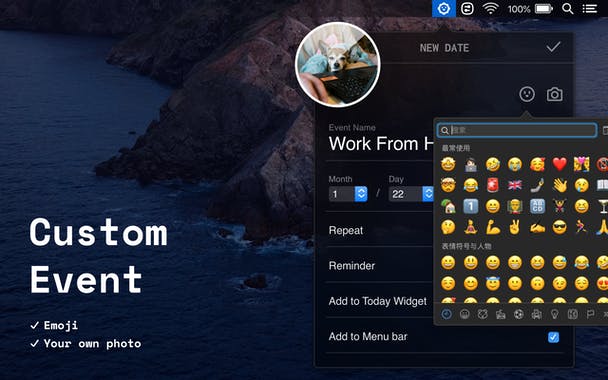 100%
NEW DATE
Event Name
Work From H
Month
Day
1 / 22
Repeat
Reminder
Add to Today Widget
Add to Menu bar
搜索
最常使用
表情符号与人物
Custom
Event
✓ Emoji
✓ Your own photo